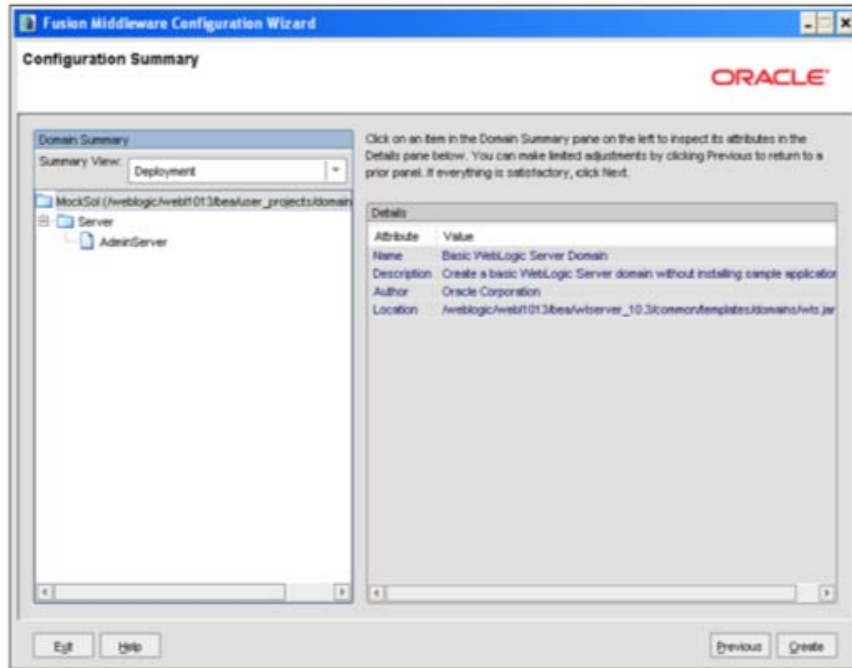 Fusion Middleware Configuration Wizard
Configuration Summary
ORACLE
Domain Summary
Summary View:
Deployment
MockSol (/weblogic/webl1013/bea/user_projects/domain
Server
AdminServer
Click on an item in the Domain Summary pane on the left to inspect its attributes in the
Details pane below. You can make limited adjustments by clicking Previous to return to a
prior panel. If everything is satisfactory, click Next.
Details
Attribute Value
Name Basic WebLogic Server Domain
Description Create a basic WebLogic Server domain without installing sample application
Author Oracle Corporation
Location /weblogic/webl1013/bea/wlserver_10.3/common/templates/domains/wls.jar
Exit Help Previous Create